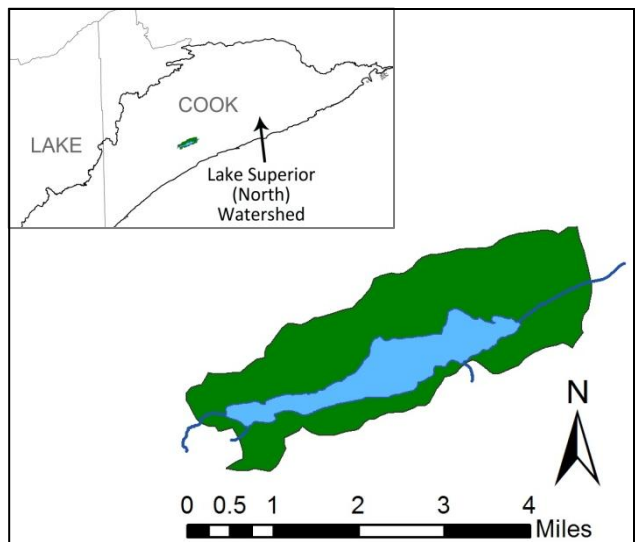 COOK
LAKE
Lake Superior
(North)
Watershed
N
0 0.5 1 2 3 4
Miles